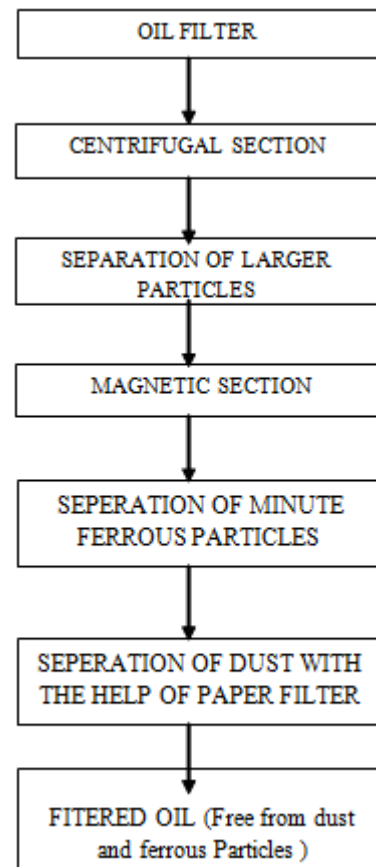 OIL FILTER
CENTRIFUGAL SECTION
SEPARATION OF LARGER
PARTICLES
MAGNETIC SECTION
SEPERATION OF MINUTE
FERROUS PARTICLES
SEPERATION OF DUST WITH
THE HELP OF PAPER FILTER
FITERED OIL (Free from dust
and ferrous Particles )